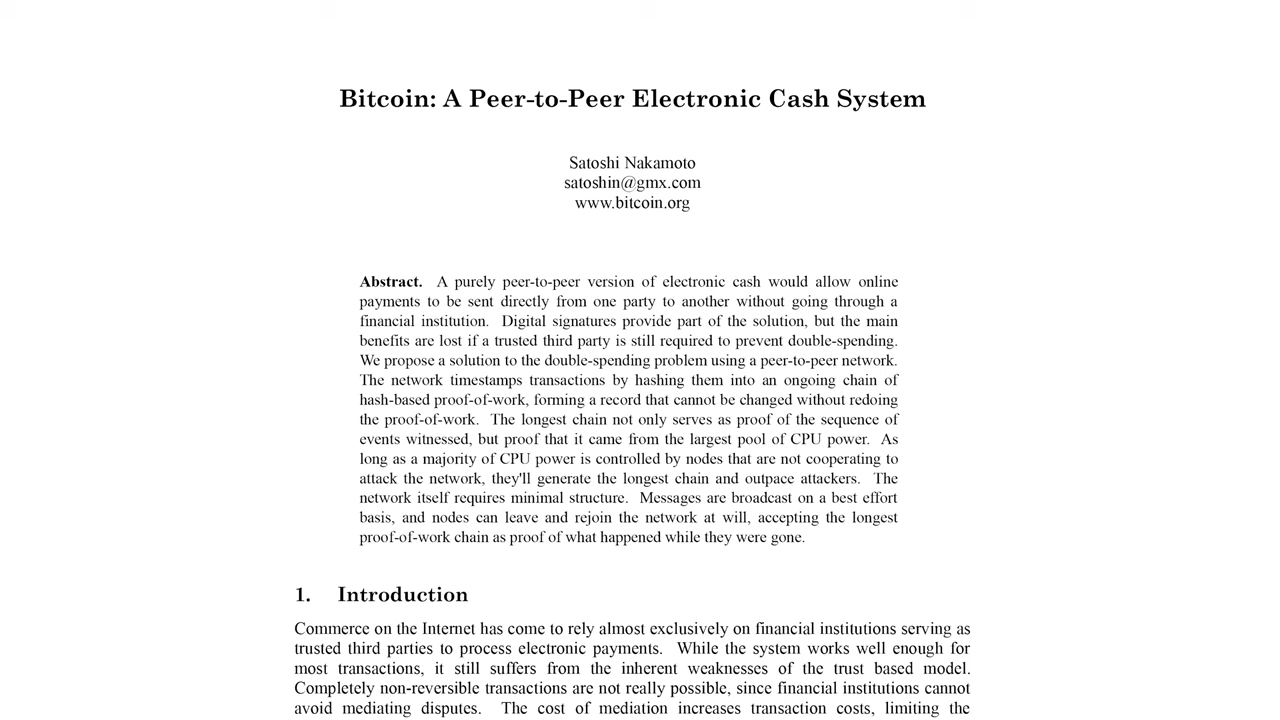 Bitcoin: A Peer-to-Peer Electronic Cash System
Satoshi Nakamoto
satoshin@gmx.com
www.bitcoin.org
Abstract. A purely peer-to-peer version of electronic cash would allow online
payments to be sent directly from one party to another without going through a
financial institution. Digital signatures provide part of the solution, but the main
benefits are lost if a trusted third party is still required to prevent double-spending.
We propose a solution to the double-spending problem using a peer-to-peer network.
The network timestamps transactions by hashing them into an ongoing chain of
hash-based proof-of-work, forming a record that cannot be changed without redoing
the proof-of-work. The longest chain not only serves as proof of the sequence of
events witnessed, but proof that it came from the largest pool of CPU power. As
long as a majority of CPU power is controlled by nodes that are not cooperating to
attack the network, they'll generate the longest chain and outpace attackers. The
network itself requires minimal structure. Messages are broadcast on a best effort
basis, and nodes can leave and rejoin the network at will, accepting the longest
proof-of-work chain as proof of what happened while they were gone.
1. Introduction
Commerce on the Internet has come to rely almost exclusively on financial institutions serving as
trusted third parties to process electronic payments. While the system works well enough for
most transactions, it still suffers from the inherent weaknesses of the trust based model.
Completely non-reversible transactions are not really possible, since financial institutions cannot
avoid mediating disputes. The cost of mediation increases transaction costs, limiting the